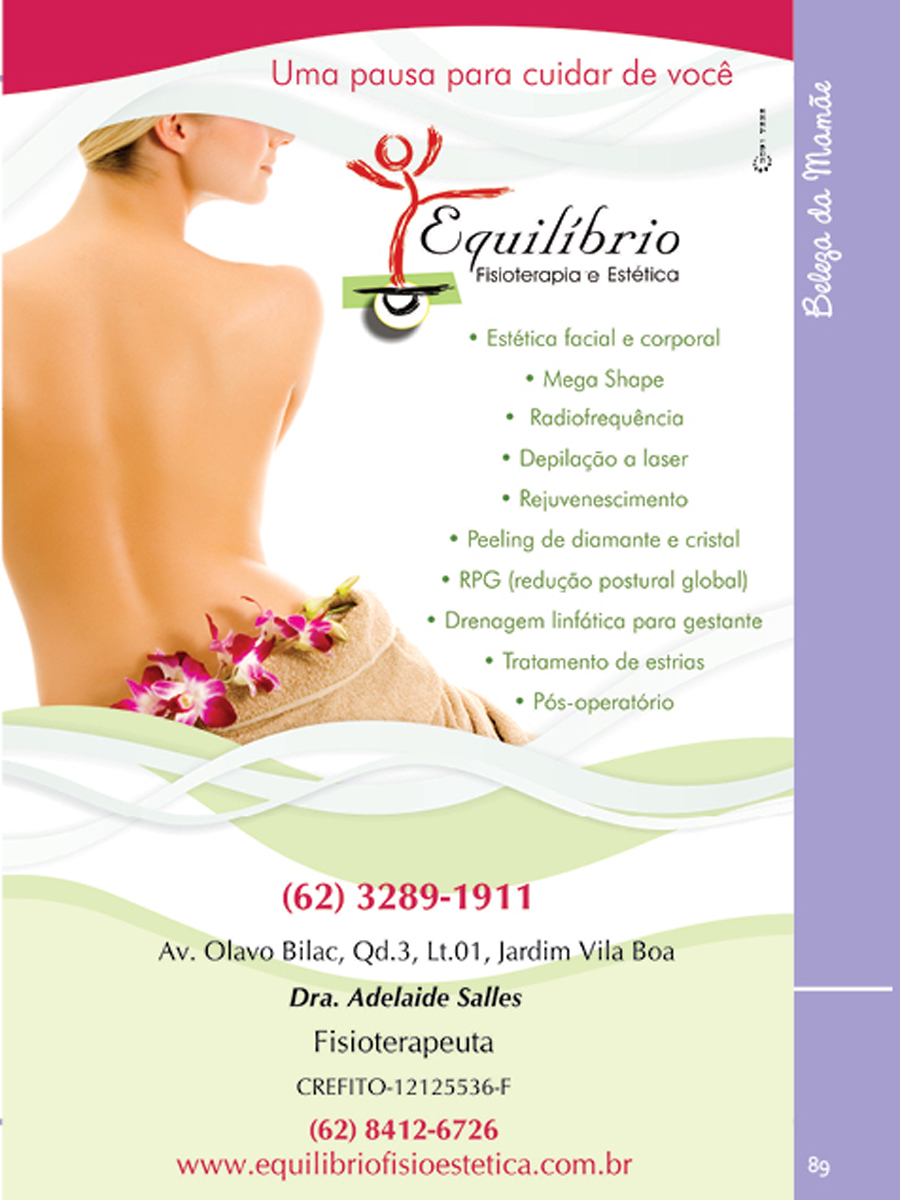 Uma pausa para cuidar de você
Beleza da Mamãe
Equilíbrio
Fisioterapia e Estética
• Estética facial e corporal
• Mega Shape
• Radiofrequência
• Depilação a laser
• Rejuvenescimento
• Peeling de diamante e cristal
• RPG (redução postural global)
• Drenagem linfática para gestante
• Tratamento de estrias
• Pós-operatório
(62) 3289-1911
Av. Olavo Bilac, Qd.3, Lt.01, Jardim Vila Boa
Dra. Adelaide Salles
Fisioterapeuta
CREFITO-12125536-F
(62) 8412-6726
www.equilibriofisioestetica.com.br
89